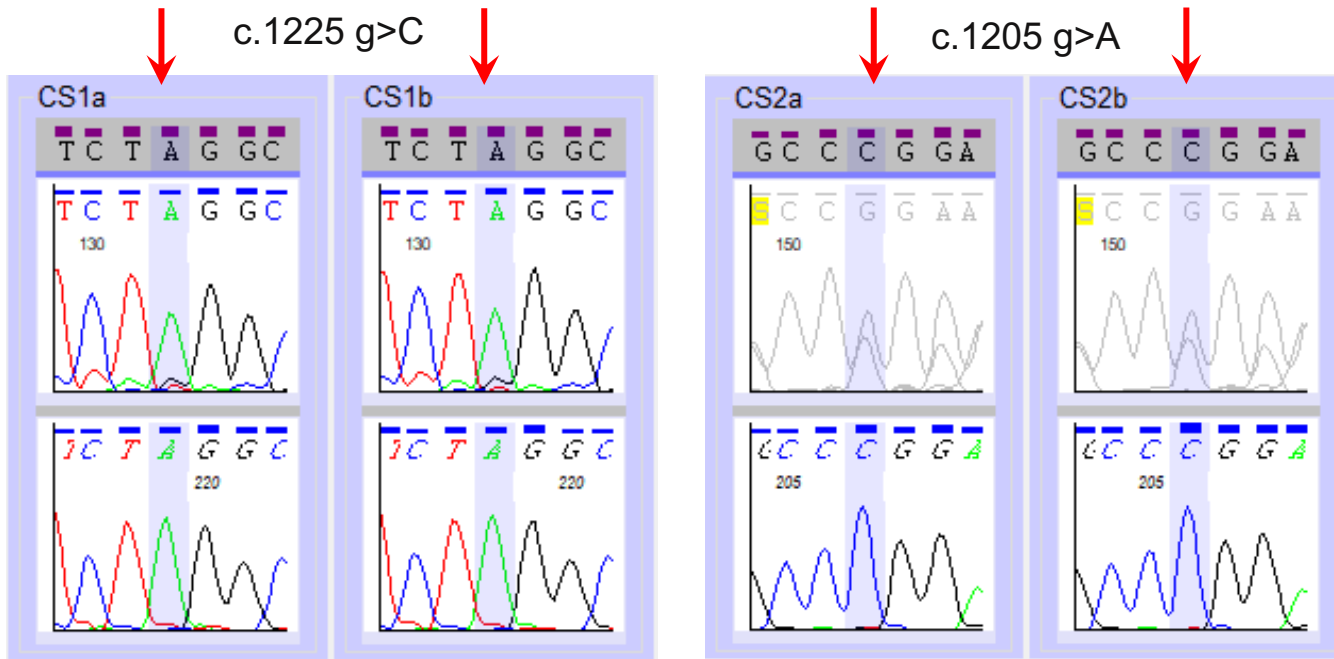 c.1225 g>C
c.1205 g>A
CS1a
T C T A G G C
T C T A G G C
130
T C T A G G C
220
CS1b
T C T A G G C
T C T A G G C
130
T C T A G G C
220
CS2a
G C C C G G A
S C C G G A A
150
C C C C G G A
205
CS2b
G C C C G G A
S C C G G A A
150
C C C G G A
205